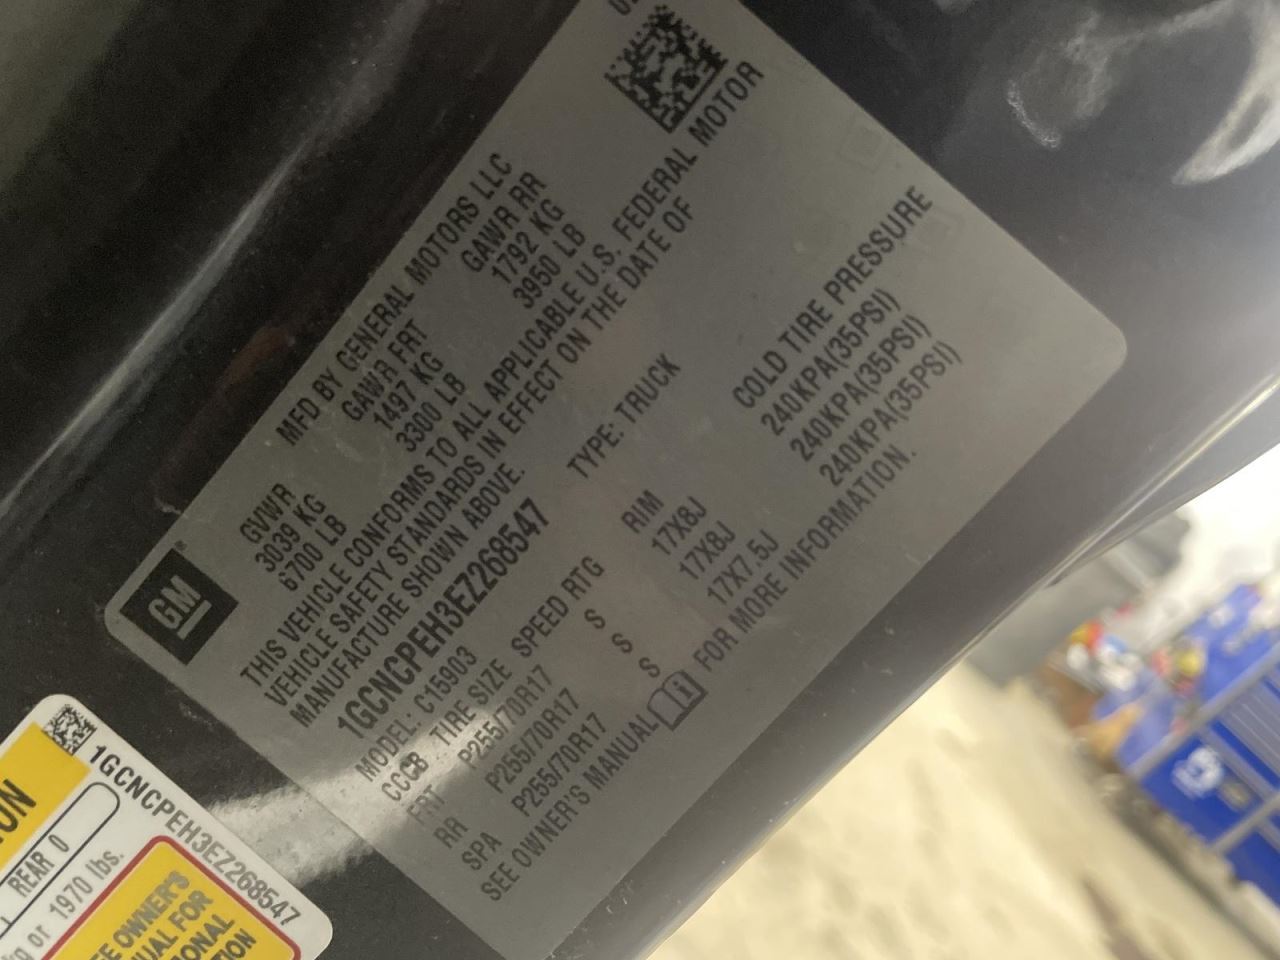 GM
MFD BY GENERAL MOTORS LLC
GVWR GAWR FRT GAWR RR
3039 KG 1497 KG 1792 KG
6700 LB 3300 LB 3950 LB
THIS VEHICLE CONFORMS TO ALL APPLICABLE U.S. FEDERAL MOTOR
VEHICLE SAFETY STANDARDS IN EFFECT ON THE DATE OF
MANUFACTURE SHOWN ABOVE.
1GCNCPEH3EZ268547 TYPE: TRUCK
MODEL: C15903
CCCB TIRE SIZE SPEED RTG RIM COLD TIRE PRESSURE
FRT P255/70R17 S 17X8J 240KPA(35PSI)
RR P255/70R17 S 17X8J 240KPA(35PSI)
SPA P255/70R17 S 17X7.5J 240KPA(35PSI)
SEE OWNER'S MANUAL FOR MORE INFORMATION.
1GCNCPEH3EZ268547
REAR 0
kg or 1970 lbs.